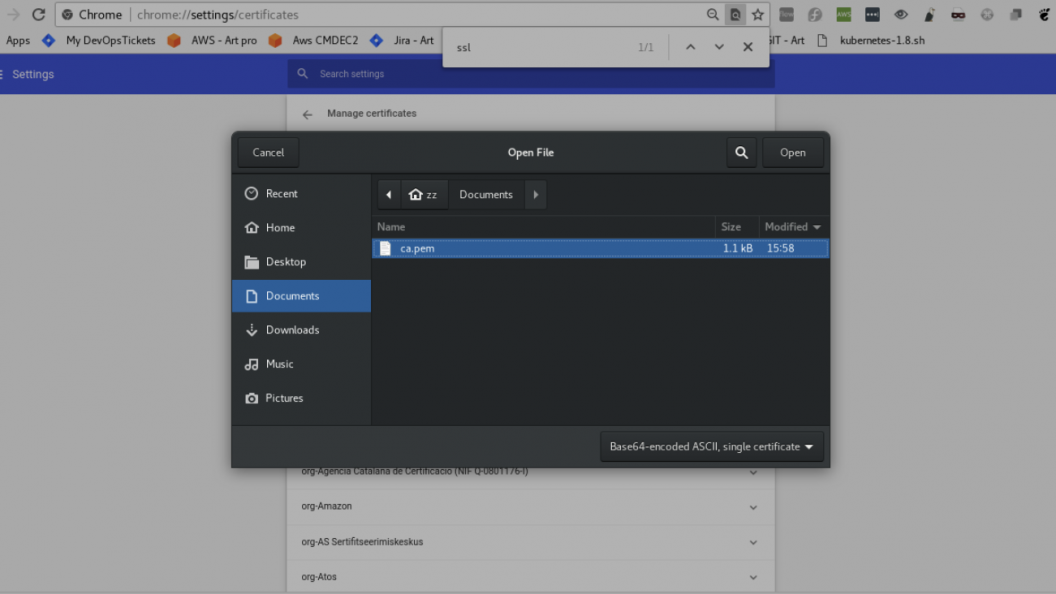 Chrome chrome://settings/certificates
Apps My DevOpsTickets AWS - Art pro Aws CMDEC2 Jira - Art GIT - Art kubernetes-1.8.sh
ssl 1/1
Settings Search settings
Manage certificates
Cancel Open File Open
Recent
Home
Desktop
Documents
Downloads
Music
Pictures
zz Documents
Name Size Modified
ca.pem 1.1 kB 15:58
Base64-encoded ASCII, single certificate
org-Agencia Catalana de Certificacio (NIF Q-0801176-I)
org-Amazon
org-AS Sertifitseerimiskeskus
org-Atos